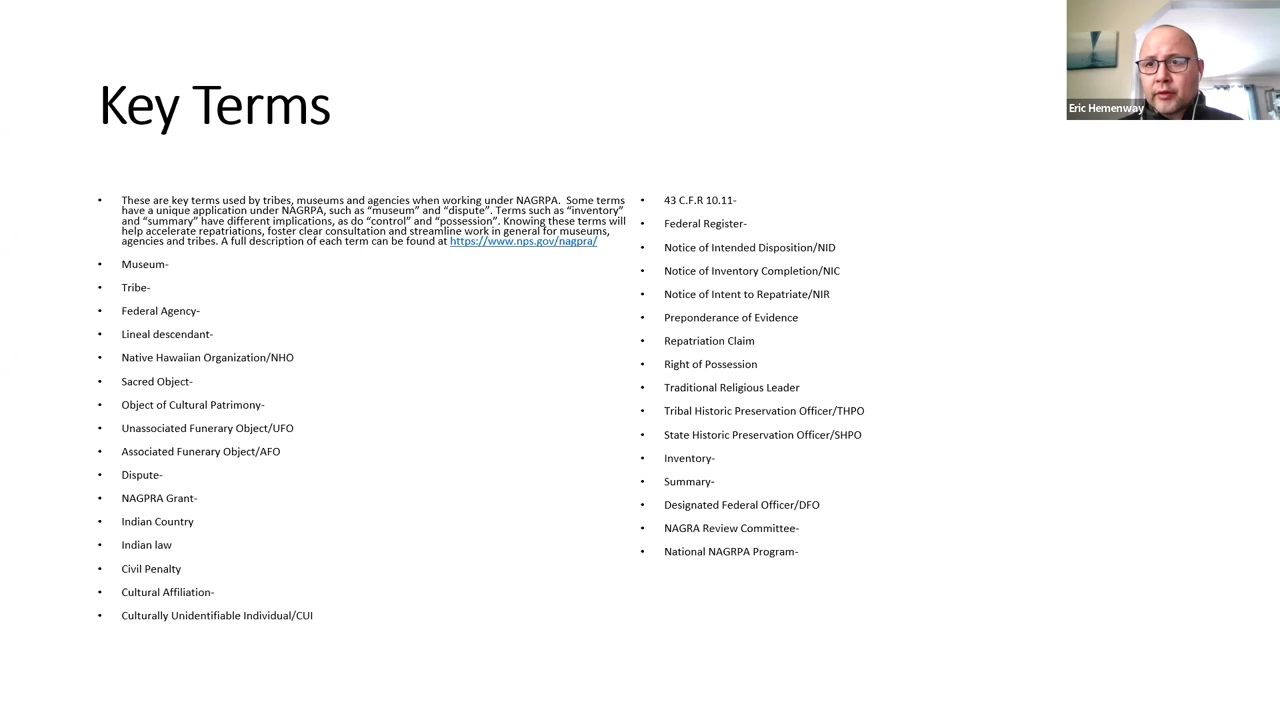 Key Terms
Eric Hemenway
• These are key terms used by tribes, museums and agencies when working under NAGRPA.  Some terms
have a unique application under NAGRPA, such as “museum” and “dispute”. Terms such as “inventory”
and “summary” have different implications, as do “control” and “possession”. Knowing these terms will
help accelerate repatriations, foster clear consultation and streamline work in general for museums,
agencies and tribes. A full description of each term can be found at https://www.nps.gov/nagpra/
• Museum-
• Tribe-
• Federal Agency-
• Lineal descendant-
• Native Hawaiian Organization/NHO
• Sacred Object-
• Object of Cultural Patrimony-
• Unassociated Funerary Object/UFO
• Associated Funerary Object/AFO
• Dispute-
• NAGPRA Grant-
• Indian Country
• Indian law
• Civil Penalty
• Cultural Affiliation-
• Culturally Unidentifiable Individual/CUI
• 43 C.F.R 10.11-
• Federal Register-
• Notice of Intended Disposition/NID
• Notice of Inventory Completion/NIC
• Notice of Intent to Repatriate/NIR
• Preponderance of Evidence
• Repatriation Claim
• Right of Possession
• Traditional Religious Leader
• Tribal Historic Preservation Officer/THPO
• State Historic Preservation Officer/SHPO
• Inventory-
• Summary-
• Designated Federal Officer/DFO
• NAGRA Review Committee-
• National NAGRPA Program-